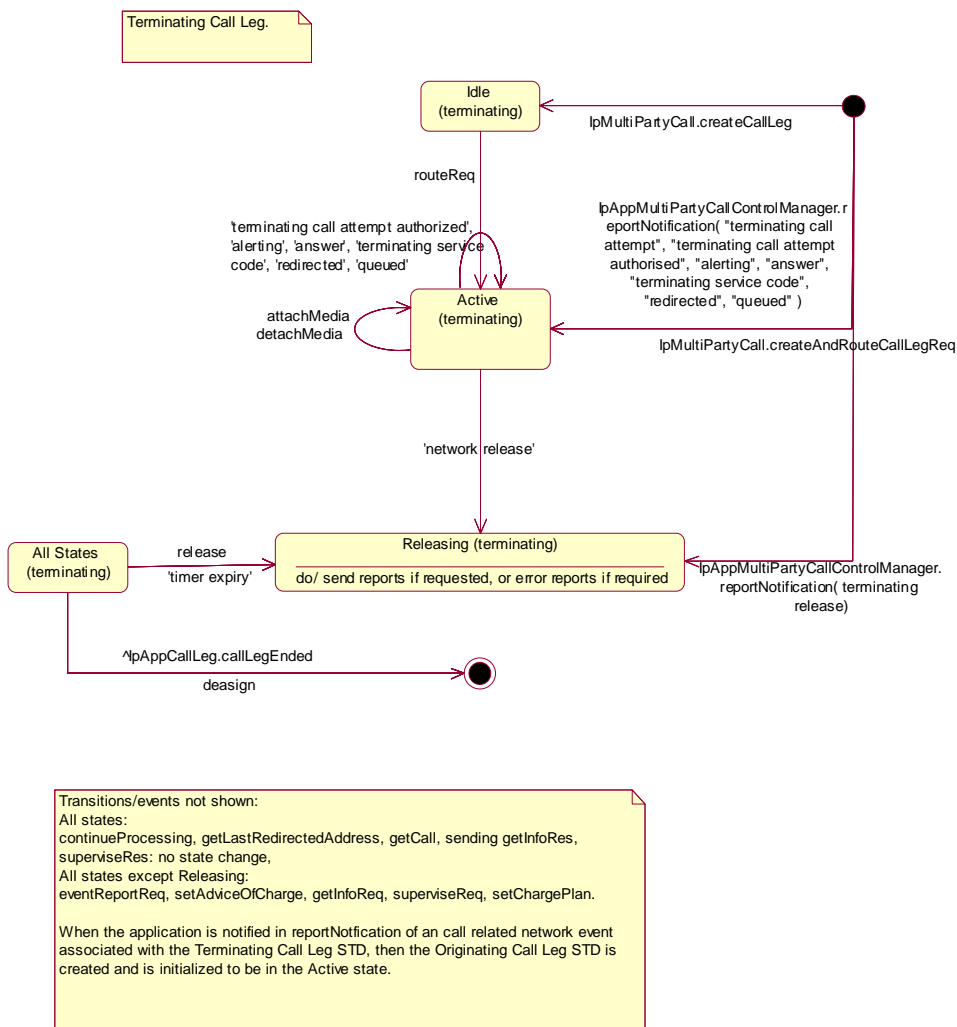 Terminating Call Leg.
Idle
(terminating)
IpMultiPartyCall.createCallLeg
routeReq
IpAppMultiPartyCallControlManager.r
eportNotification( "terminating call
attempt", "terminating call attempt
authorised", "alerting", "answer",
"terminating service code",
"redirected", "queued" )
'terminating call attempt authorized',
'alerting', 'answer', 'terminating service
code', 'redirected', 'queued'
Active
(terminating)
attachMedia
detachMedia
IpMultiPartyCall.createAndRouteCallLegReq
'network release'
All States
(terminating)
release
'timer expiry'
Releasing (terminating)
do/ send reports if requested, or error reports if required
IpAppMultiPartyCallControlManager.
reportNotification( terminating
release)
^IpAppCallLeg.callLegEnded
deasign
Transitions/events not shown:
All states:
continueProcessing, getLastRedirectedAddress, getCall, sending getInfoRes,
superviseRes: no state change,
All states except Releasing:
eventReportReq, setAdviceOfCharge, getInfoReq, superviseReq, setChargePlan.
When the application is notified in reportNotfication of an call related network event
associated with the Terminating Call Leg STD, then the Originating Call Leg STD is
created and is initialized to be in the Active state.